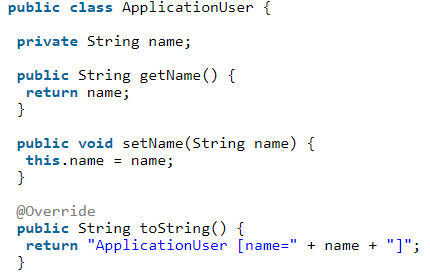 public class ApplicationUser {
private String name;
public String getName() {
return name;
}
public void setName(String name) {
this.name = name;
}
@Override
public String toString() {
return "ApplicationUser [name=" + name + "]";
}